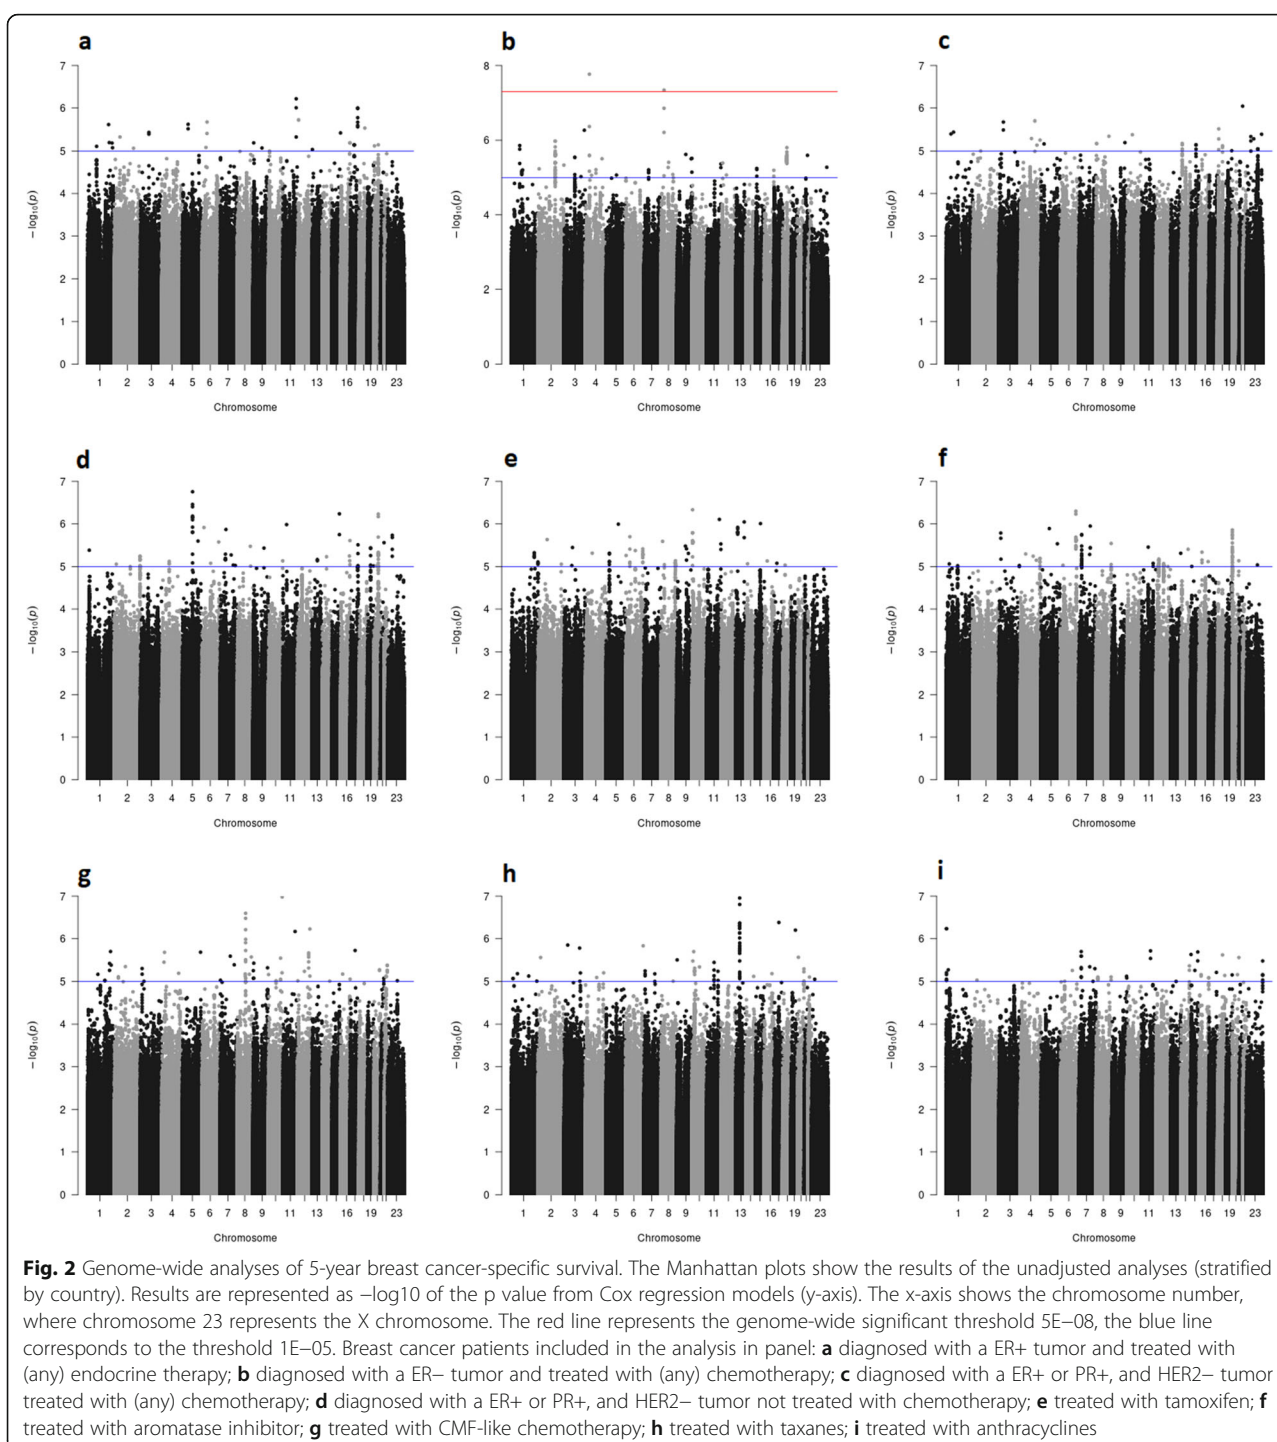 a
7
6
5
4
3
2
1
0
−log10(p)
1 2 3 4 5 6 7 8 9 11 13 16 19 23
Chromosome
b
8
6
4
2
0
−log10(p)
1 2 3 4 5 6 7 8 9 11 13 16 19 23
Chromosome
c
7
6
5
4
3
2
1
0
−log10(p)
1 2 3 4 5 6 7 8 9 11 13 16 19 23
Chromosome
d
7
6
5
4
3
2
1
0
−log10(p)
1 2 3 4 5 6 7 8 9 11 13 16 19 23
Chromosome
e
7
6
5
4
3
2
1
0
−log10(p)
1 2 3 4 5 6 7 8 9 11 13 16 19 23
Chromosome
f
7
6
5
4
3
2
1
0
−log10(p)
1 2 3 4 5 6 7 8 9 11 13 16 19 23
Chromosome
g
7
6
5
4
3
2
1
0
−log10(p)
1 2 3 4 5 6 7 8 9 11 13 16 19 23
Chromosome
h
7
6
5
4
3
2
1
0
−log10(p)
1 2 3 4 5 6 7 8 9 11 13 16 19 23
Chromosome
i
7
6
5
4
3
2
1
0
−log10(p)
1 2 3 4 5 6 7 8 9 11 13 16 19 23
Chromosome
Fig. 2 Genome-wide analyses of 5-year breast cancer-specific survival. The Manhattan plots show the results of the unadjusted analyses (stratified
by country). Results are represented as −log10 of the p value from Cox regression models (y-axis). The x-axis shows the chromosome number,
where chromosome 23 represents the X chromosome. The red line represents the genome-wide significant threshold 5E−08, the blue line
corresponds to the threshold 1E−05. Breast cancer patients included in the analysis in panel: a diagnosed with a ER+ tumor and treated with
(any) endocrine therapy; b diagnosed with a ER− tumor and treated with (any) chemotherapy; c diagnosed with a ER+ or PR+, and HER2− tumor
treated with (any) chemotherapy; d diagnosed with a ER+ or PR+, and HER2− tumor not treated with chemotherapy; e treated with tamoxifen; f
treated with aromatase inhibitor; g treated with CMF-like chemotherapy; h treated with taxanes; i treated with anthracyclines